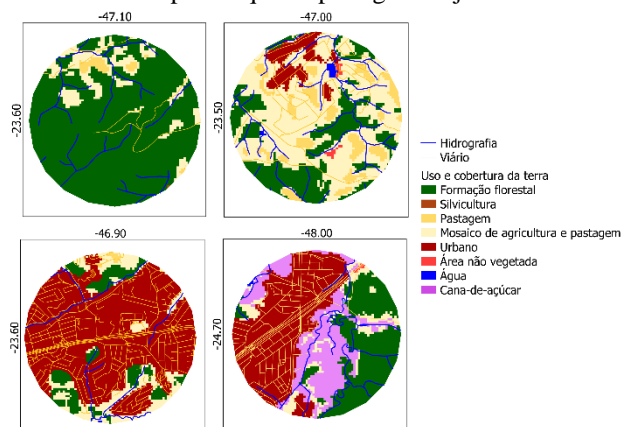 -47.10
-47.00
-23.60
-23.50
Hidrografia
Viário
Uso e cobertura da terra
Formação florestal
Silvicultura
Pastagem
Mosaico de agricultura e pastagem
Urbano
Área não vegetada
Água
Cana-de-açúcar
-46.90
-48.00
-23.60
-24.70